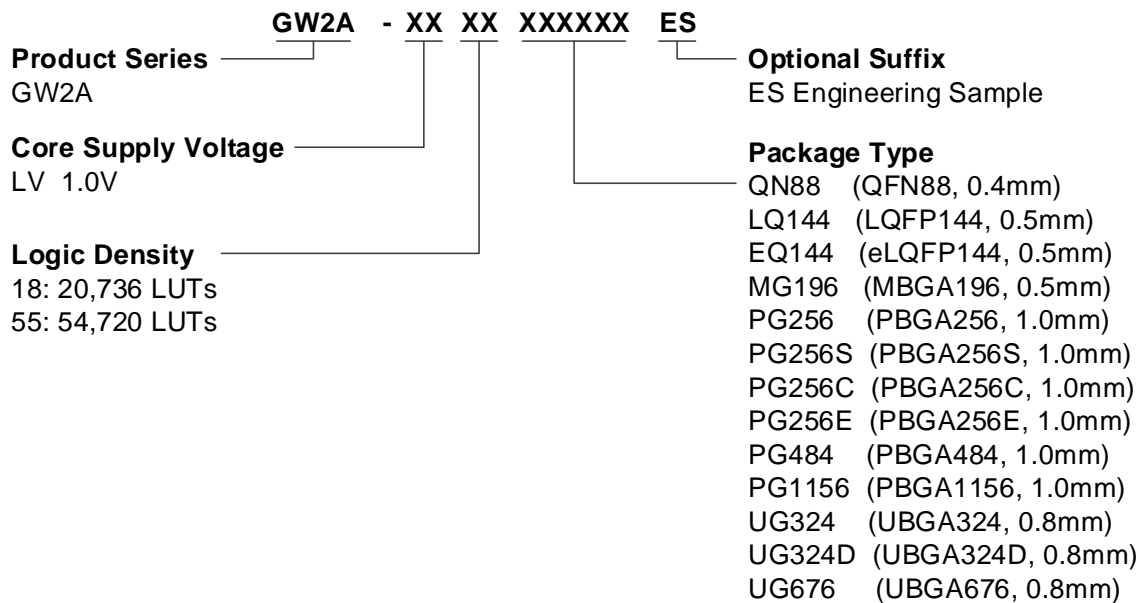 GW2A - XX XX XXXXXX ES
Product Series
GW2A
Core Supply Voltage
LV 1.0V
Logic Density
18: 20,736 LUTs
55: 54,720 LUTs
Optional Suffix
ES Engineering Sample
Package Type
QN88 (QFN88, 0.4mm)
LQ144 (LQFP144, 0.5mm)
EQ144 (eLQFP144, 0.5mm)
MG196 (MBGA196, 0.5mm)
PG256 (PBGA256, 1.0mm)
PG256S (PBGA256S, 1.0mm)
PG256C (PBGA256C, 1.0mm)
PG256E (PBGA256E, 1.0mm)
PG484 (PBGA484, 1.0mm)
PG1156 (PBGA1156, 1.0mm)
UG324 (UBGA324, 0.8mm)
UG324D (UBGA324D, 0.8mm)
UG676 (UBGA676, 0.8mm)